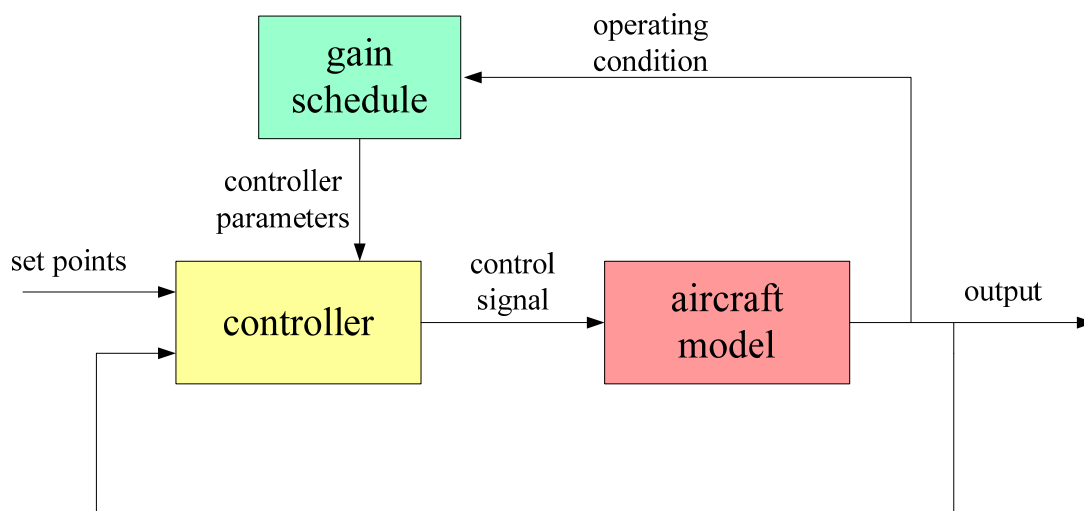 operating
condition
gain
schedule
controller
parameters
set points
controller
control
signal
aircraft
model
output